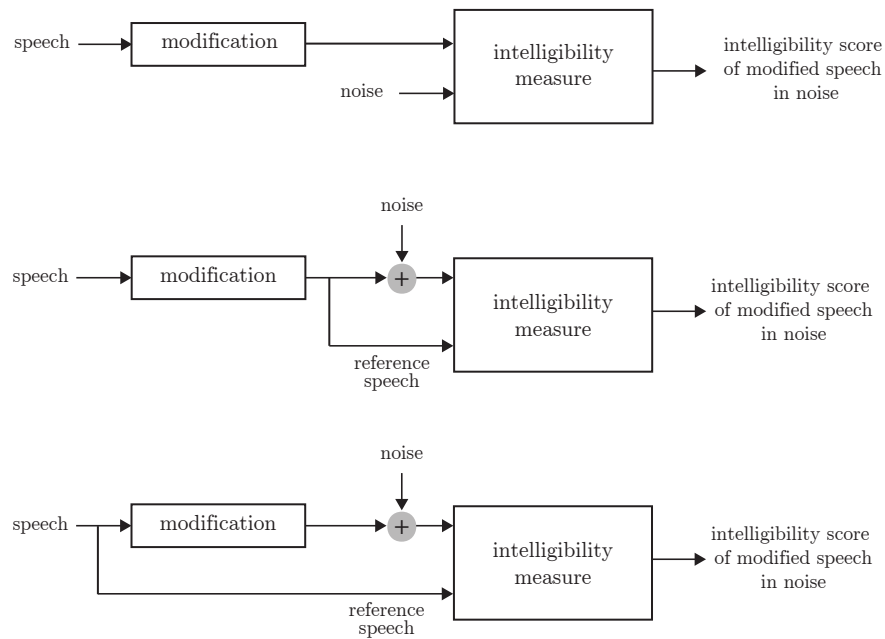 speech
modification
noise
intelligibility
measure
intelligibility score
of modified speech
in noise
noise
speech
modification
+
intelligibility
measure
reference
speech
intelligibility score
of modified speech
in noise
noise
speech
modification
+
intelligibility
measure
reference
speech
intelligibility score
of modified speech
in noise